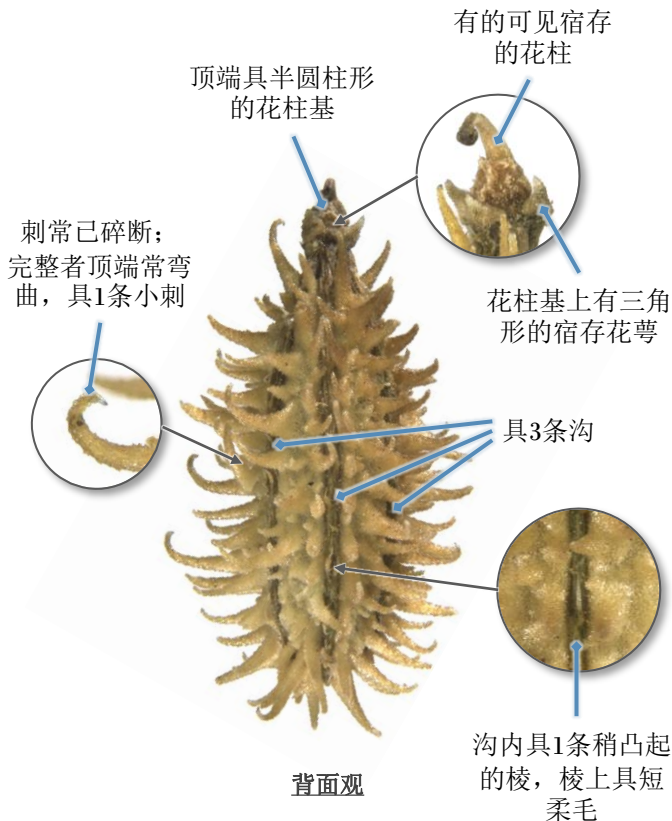 有的可见宿存
的花柱
顶端具半圆柱形
的花柱基
刺常已碎断；
完整者顶端常弯
曲，具1条小刺
花柱基上有三角
形的宿存花萼
具3条沟
沟内具1条稍凸起
的棱，棱上具短
柔毛
背面观